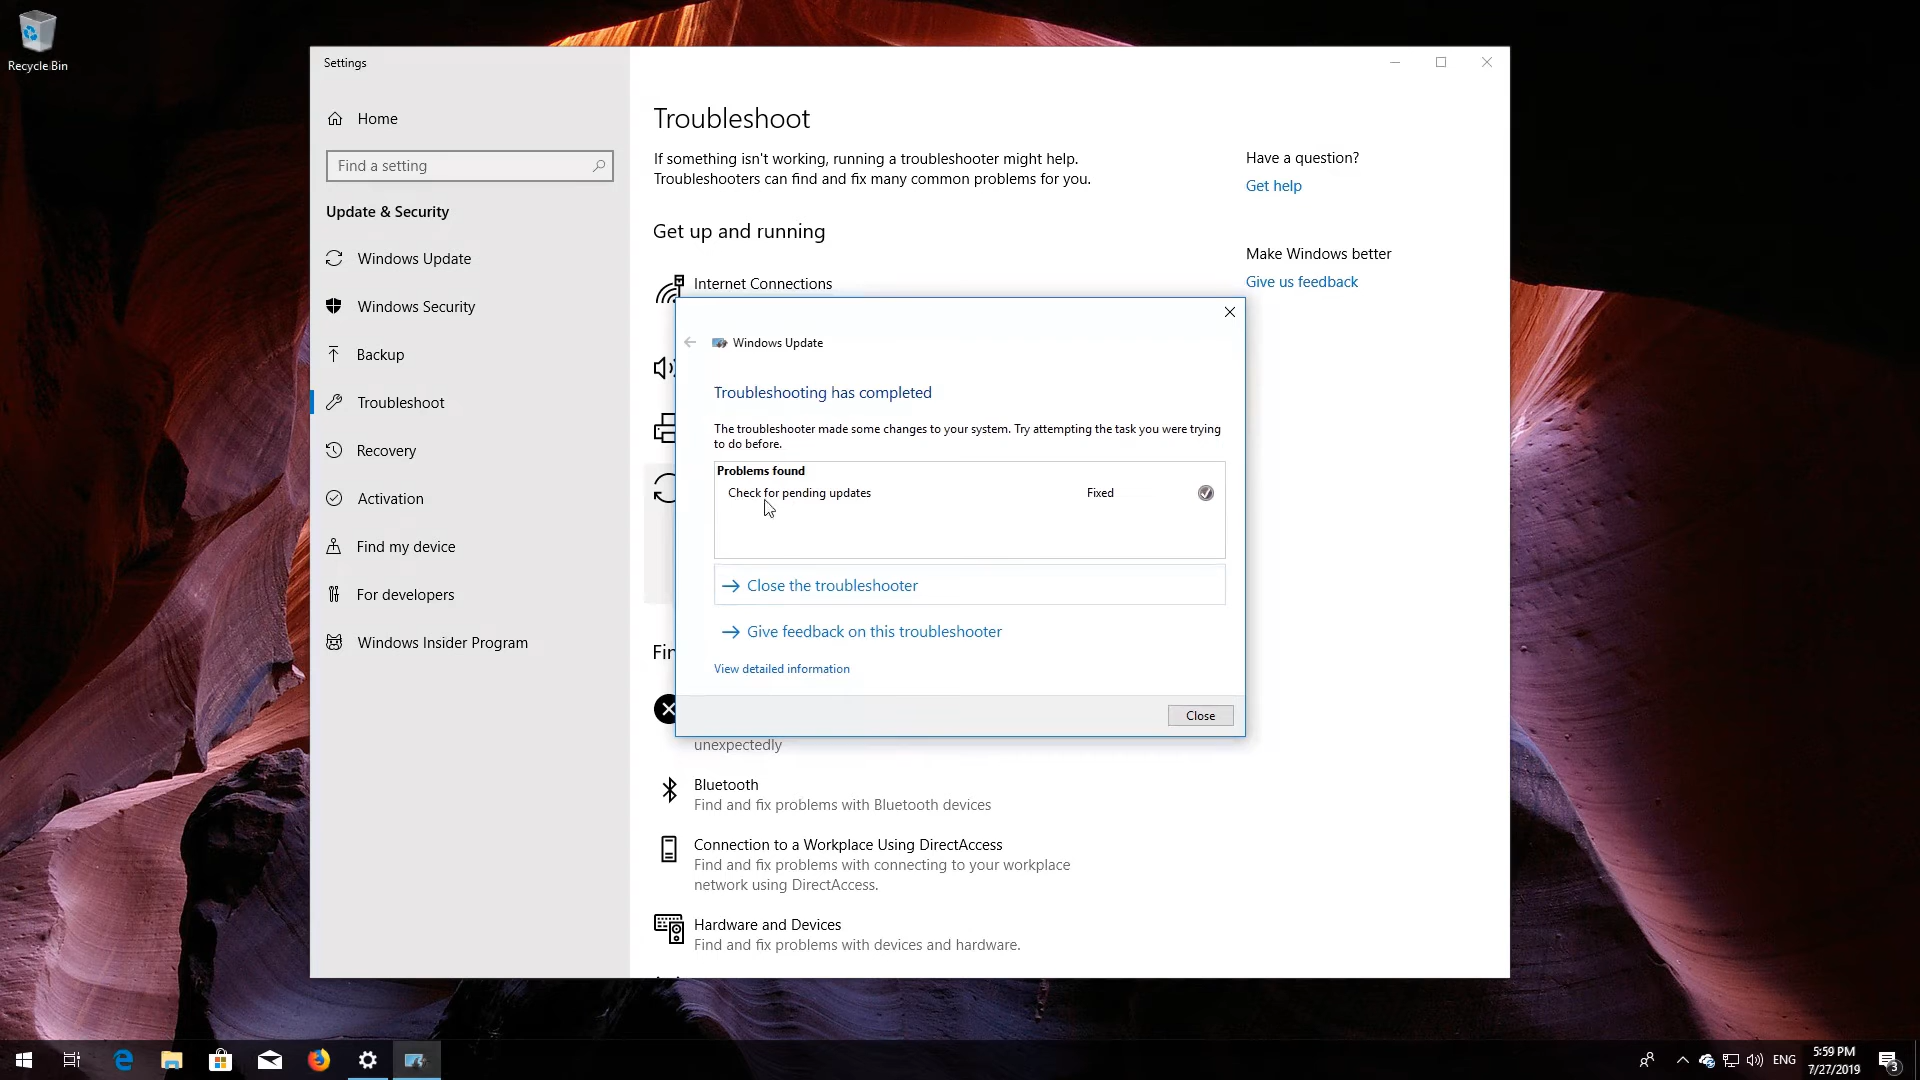 Recycle Bin
Settings
Home
Find a setting
Update & Security
Windows Update
Windows Security
Backup
Troubleshoot
Recovery
Activation
Find my device
For developers
Windows Insider Program
Troubleshoot
If something isn't working, running a troubleshooter might help.
Troubleshooters can find and fix many common problems for you.
Get up and running
Internet Connections
Windows Update
Troubleshooting has completed
The troubleshooter made some changes to your system. Try attempting the task you were trying
to do before.
Problems found
Check for pending updates Fixed
Close the troubleshooter
Give feedback on this troubleshooter
View detailed information
Close
unexpectedly
Bluetooth
Find and fix problems with Bluetooth devices
Connection to a Workplace Using DirectAccess
Find and fix problems with connecting to your workplace
network using DirectAccess.
Hardware and Devices
Find and fix problems with devices and hardware.
Have a question?
Get help
Make Windows better
Give us feedback
ENG
5:59 PM
7/27/2019
3